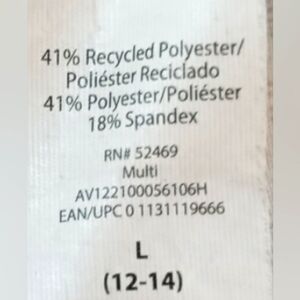 41% Recycled Polyester/
Poliéster Reciclado
41% Polyester/Poliéster
18% Spandex
RN# 52469
Multi
AV122100056106H
EAN/UPC 0 1131119666
L
(12-14)